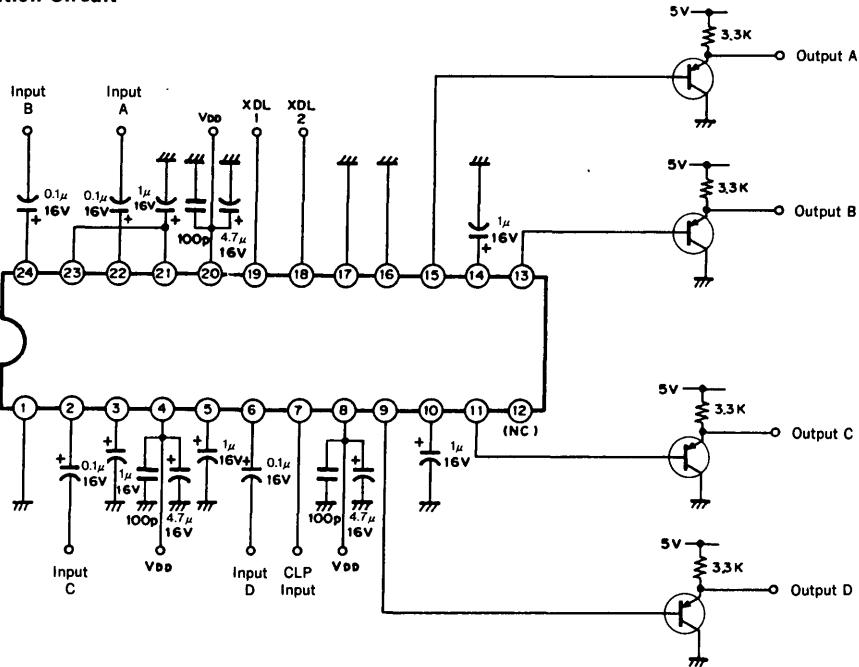 5V
3.3K
Output A
Input
B
Input
A
VDD
XDL
1
XDL
2
0.1μ
16V
0.1μ
16V
1μ
16V
100p
4.7μ
16V
1μ
16V
5V
3.3K
Output B
24 23 22 21 20 19 18 17 16 15 14 13
1 2 3 4 5 6 7 8 9 10 11 12
(NC)
0.1μ
16V
1μ
16V
100p
4.7μ
16V
1μ
16V
0.1μ
16V
100p
4.7μ
16V
1μ
16V
5V
3.3K
Output C
Input
C
VDD
Input
D
CLP
Input
VDD
5V
3.3K
Output D